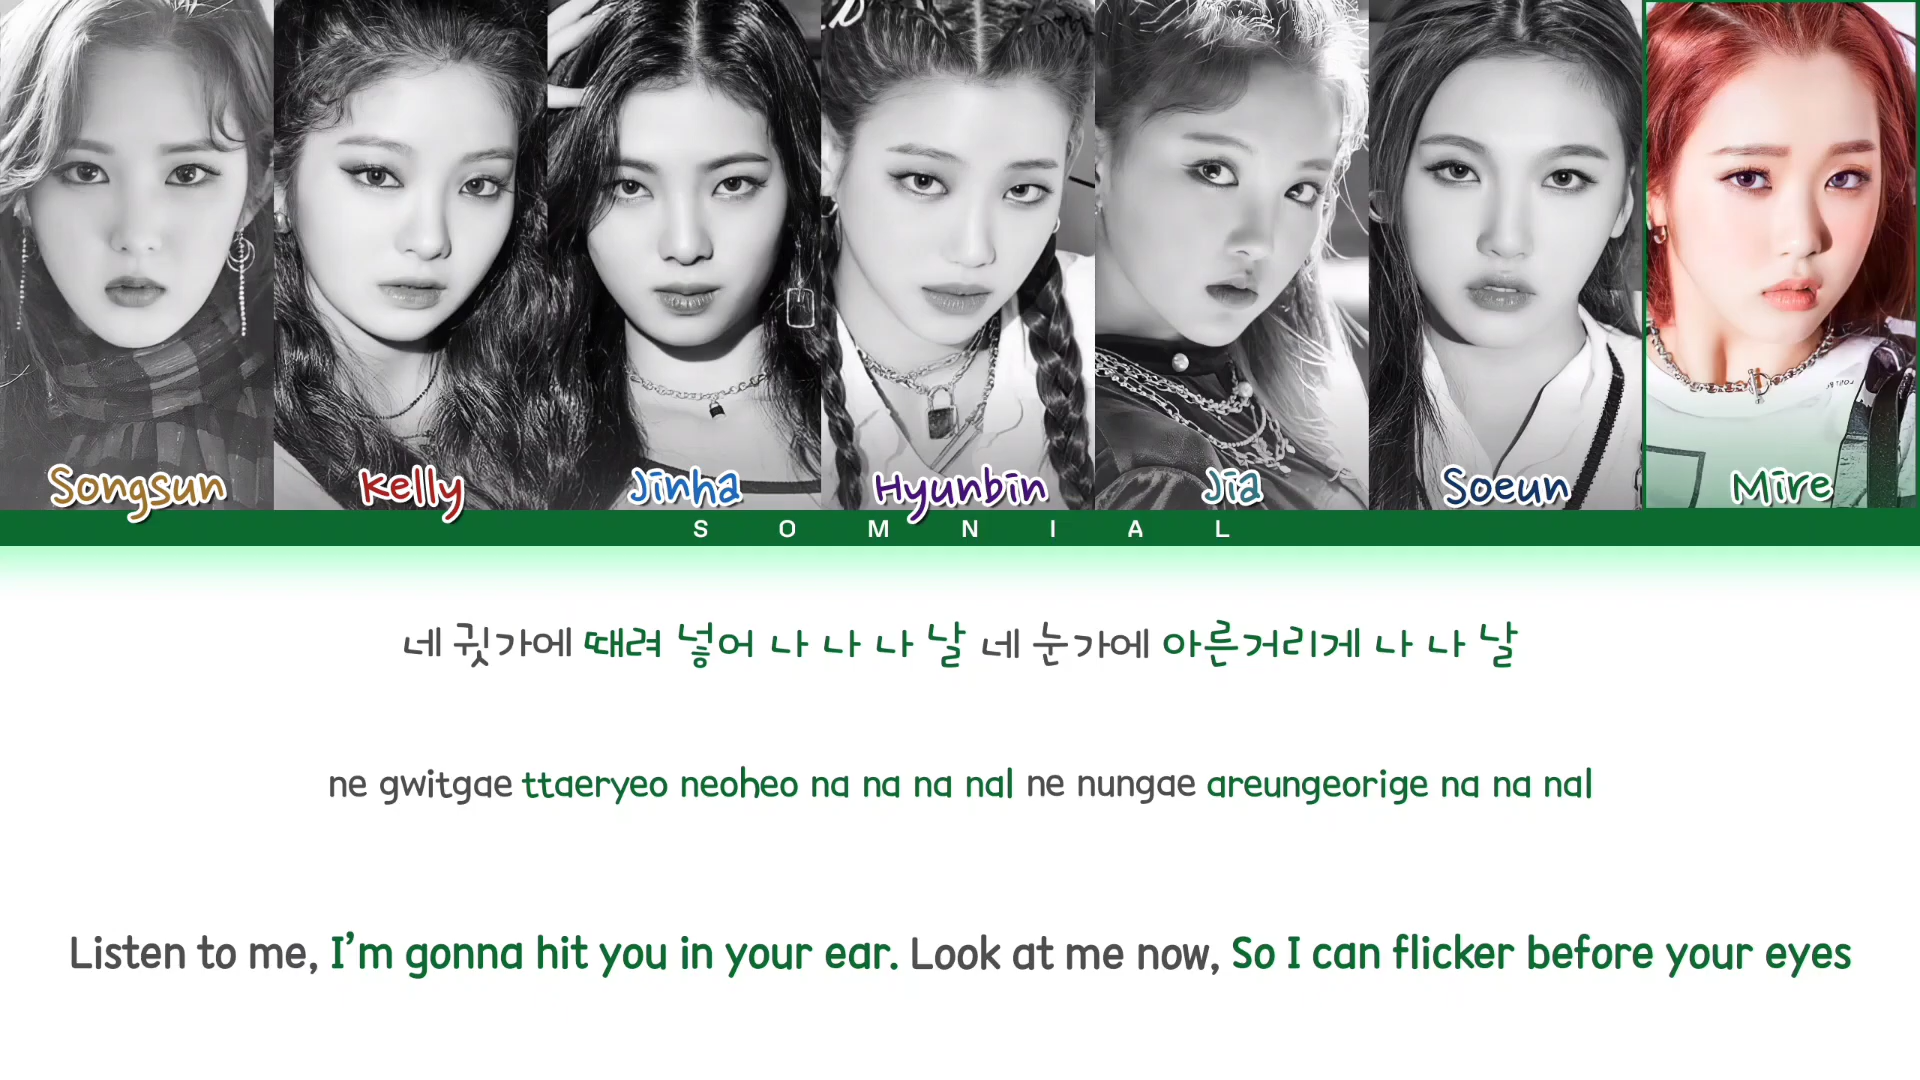 Songsun Kelly Jinha Hyunbin Jia Soeun Mire
SOMNIAL
네 귓가에 때려 넣어 나 나 나 날 네 눈가에 아른거리게 나 나 날
ne gwitgae ttaeryeo neoheo na na na nal ne nungae areungeorige na na nal
Listen to me, I'm gonna hit you in your ear. Look at me now, So I can flicker before your eyes